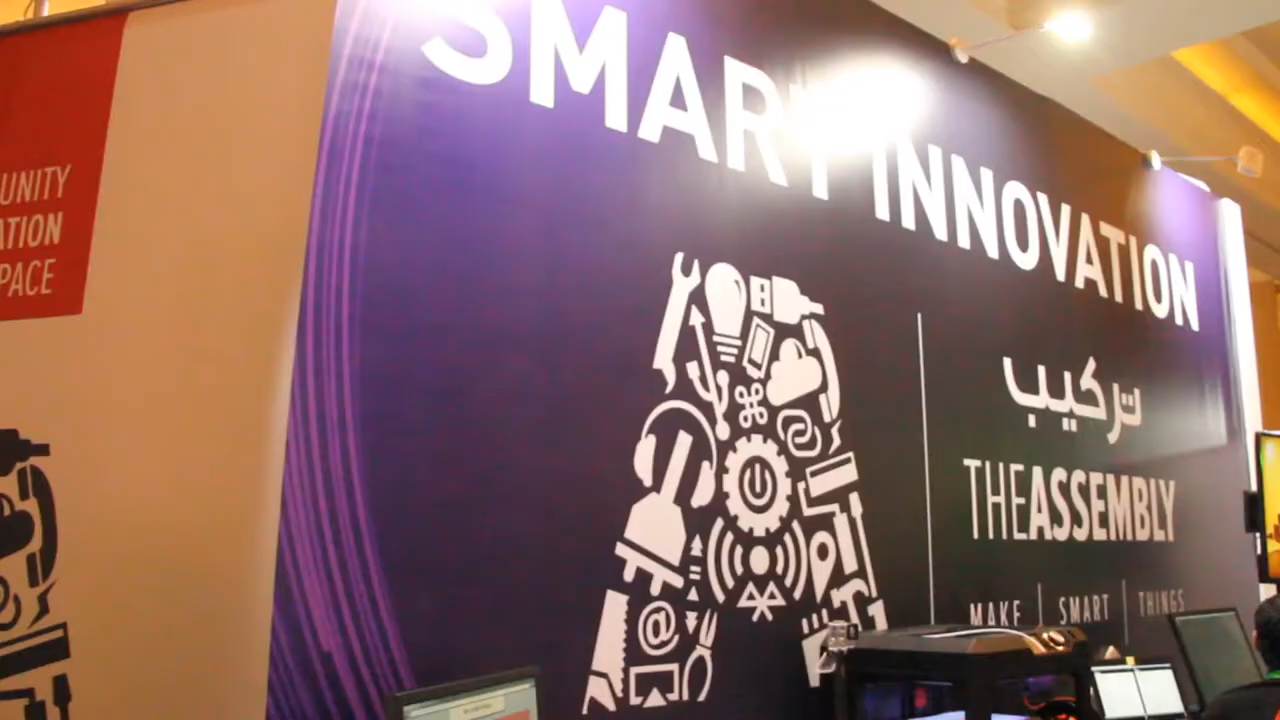 SMART INNOVATION
UNITY
ATION
PACE
تركيب
THEASSEMBLY
MAKE | SMART | THINGS
@